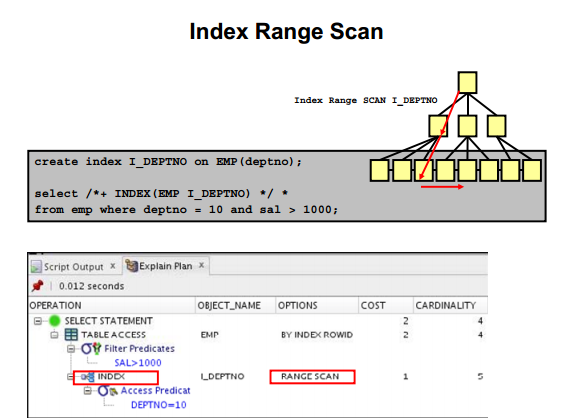 Index Range Scan
Index Range SCAN I_DEPTNO
create index I_DEPTNO on EMP(deptno);
select /*+ INDEX(EMP I_DEPTNO) */ *
from emp where deptno = 10 and sal > 1000;
Script Output x Explain Plan x
0.012 seconds
OPERATION OBJECT_NAME OPTIONS COST CARDINALITY
SELECT STATEMENT 2 4
TABLE ACCESS EMP BY INDEX ROWID 2 4
Filter Predicates
SAL>1000
INDEX I_DEPTNO RANGE SCAN 1 5
Access Predicat
DEPTNO=10